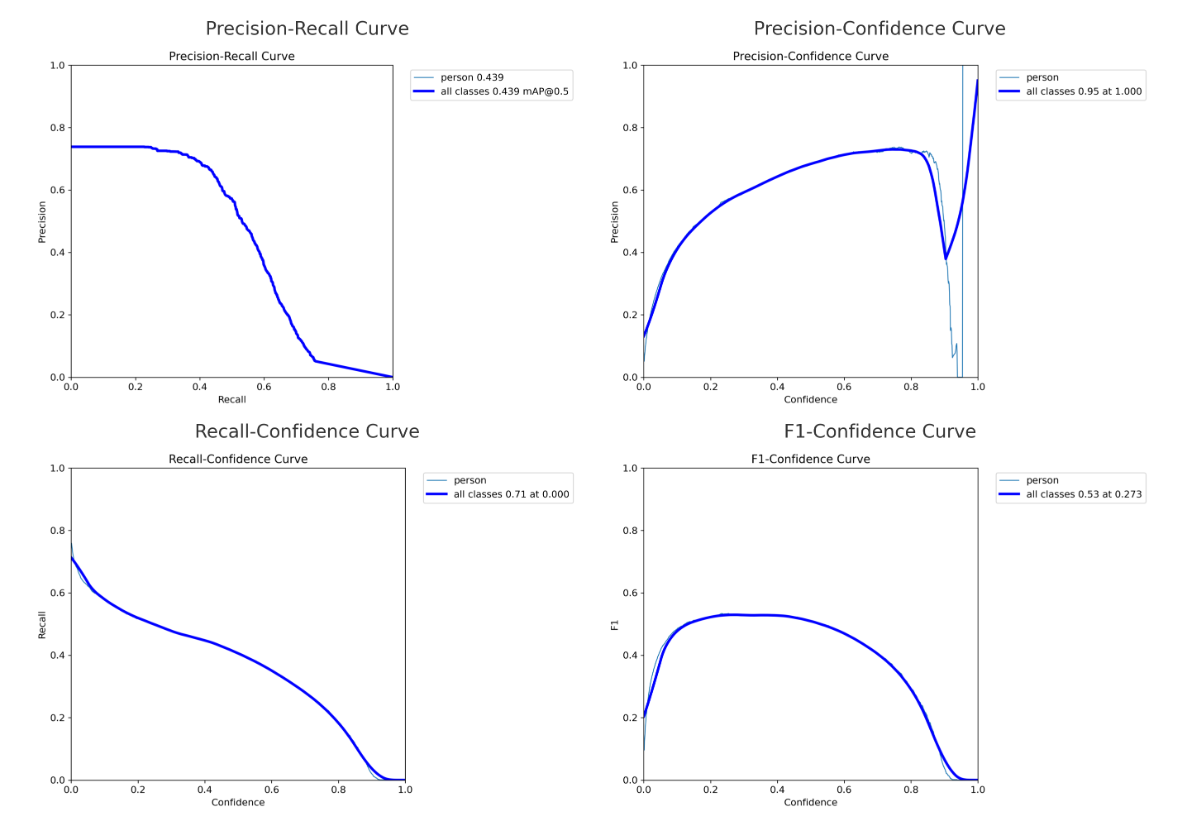 Precision-Recall Curve
Precision-Recall Curve
1.0
0.8
0.6
0.4
0.2
0.0
Precision
0.0 0.2 0.4 0.6 0.8 1.0
Recall
person 0.439
all classes 0.439 mAP@0.5
Precision-Confidence Curve
Precision-Confidence Curve
1.0
0.8
0.6
0.4
0.2
0.0
Precision
0.0 0.2 0.4 0.6 0.8 1.0
Confidence
person
all classes 0.95 at 1.000
Recall-Confidence Curve
Recall-Confidence Curve
1.0
0.8
0.6
0.4
0.2
0.0
Recall
0.0 0.2 0.4 0.6 0.8 1.0
Confidence
person
all classes 0.71 at 0.000
F1-Confidence Curve
F1-Confidence Curve
1.0
0.8
0.6
0.4
0.2
0.0
F1
0.0 0.2 0.4 0.6 0.8 1.0
Confidence
person
all classes 0.53 at 0.273